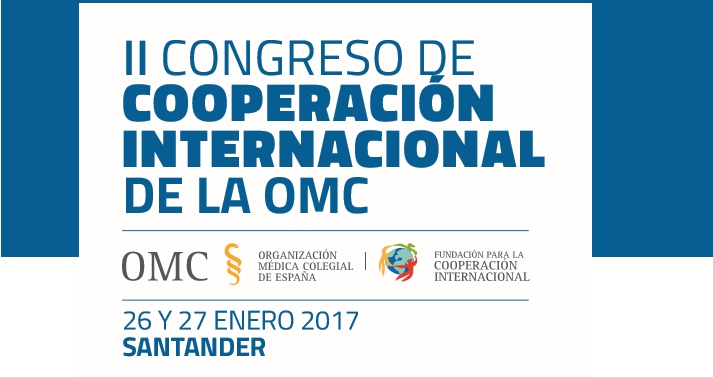 II CONGRESO DE
COOPERACIÓN
INTERNACIONAL
DE LA OMC
OMC
ORGANIZACIÓN
MÉDICA COLEGIAL
DE ESPAÑA
FUNDACIÓN PARA LA
COOPERACIÓN
INTERNACIONAL
26 Y 27 ENERO 2017
SANTANDER